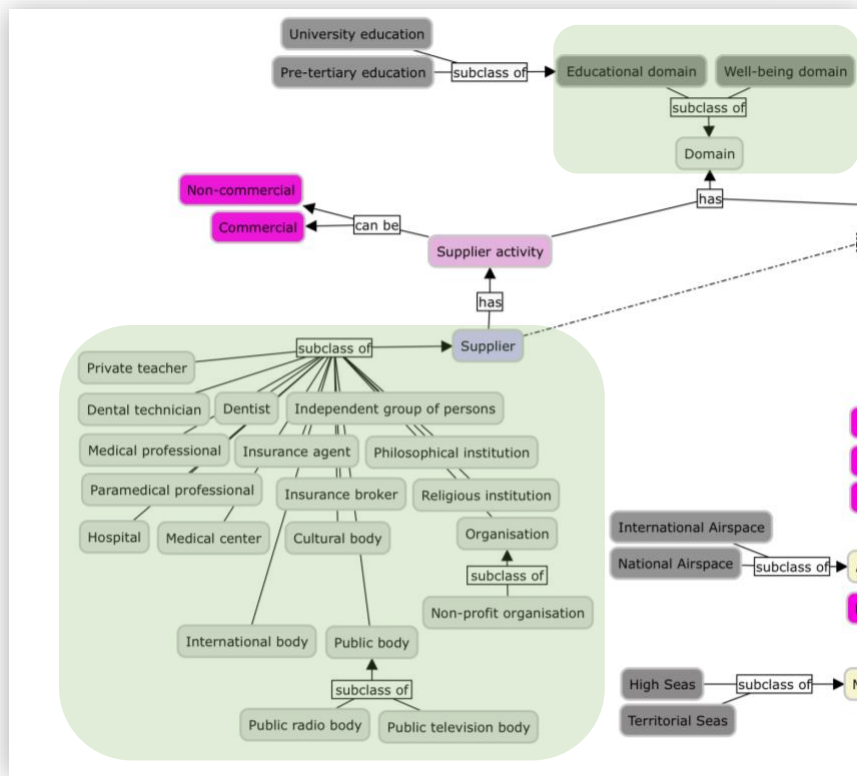 University education
Pre-tertiary education
subclass of
Educational domain
Well-being domain
subclass of
Domain
has
Non-commercial
Commercial
can be
Supplier activity
has
subclass of
Supplier
Private teacher
Dental technician
Dentist
Independent group of persons
Medical professional
Insurance agent
Philosophical institution
Paramedical professional
Insurance broker
Religious institution
Hospital
Medical center
Cultural body
Organisation
subclass of
Non-profit organisation
International body
Public body
subclass of
Public radio body
Public television body
International Airspace
National Airspace
subclass of
High Seas
Territorial Seas
subclass of